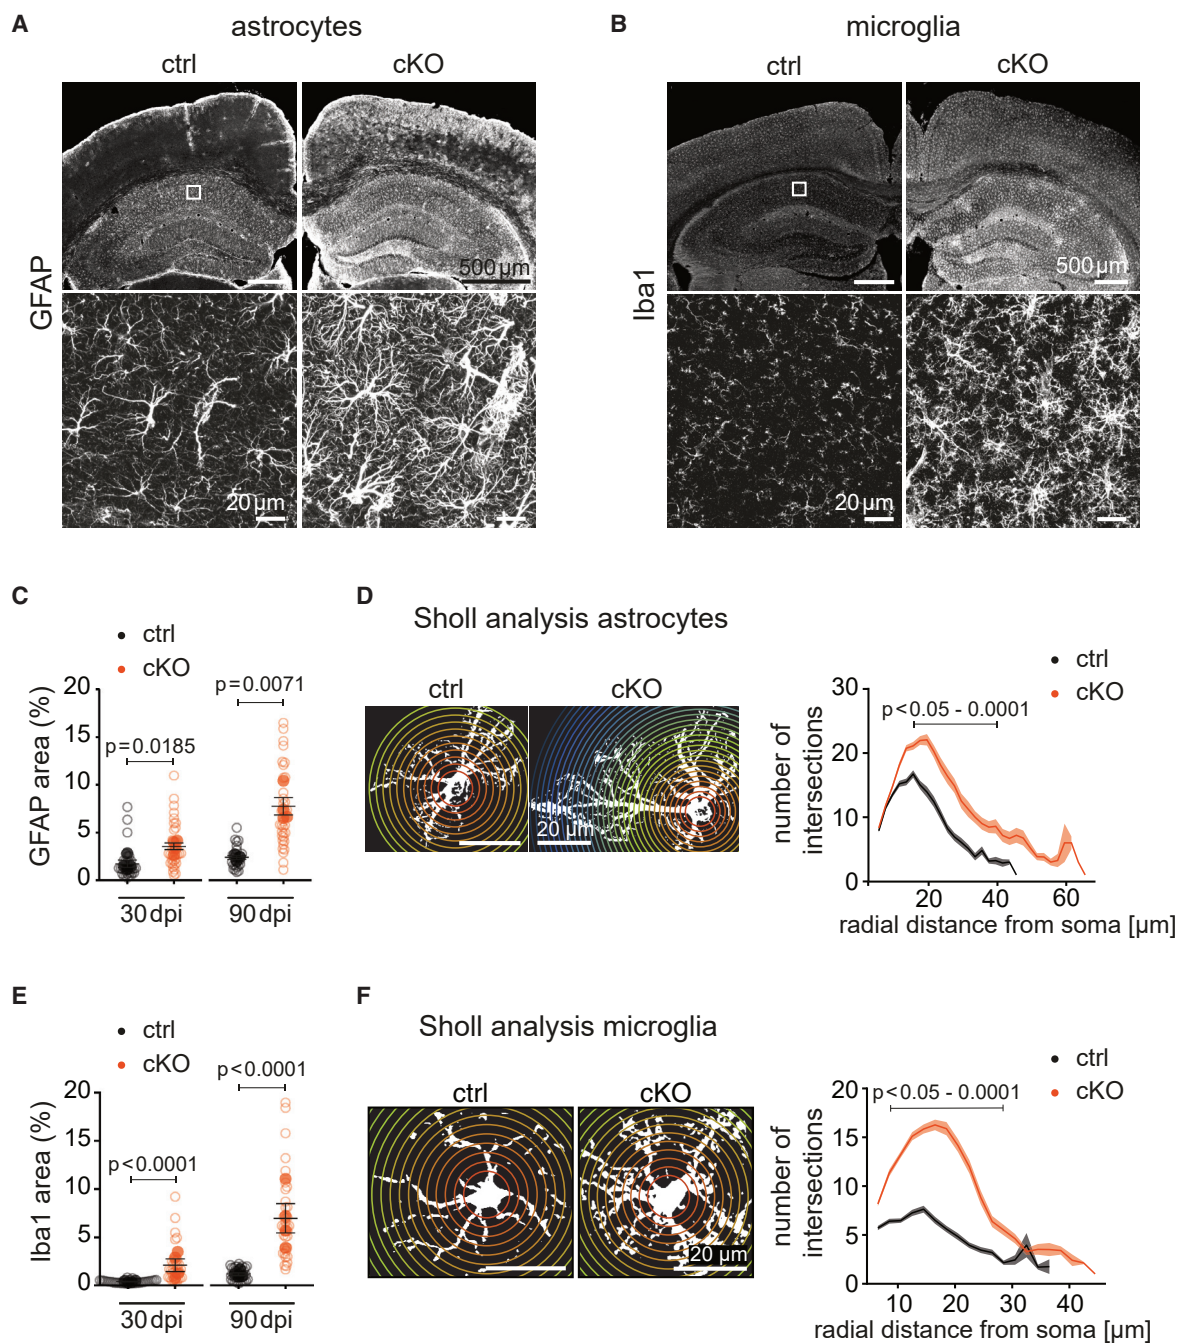 A
astrocytes
ctrl
cKO
GFAP
500 µm
20 µm
B
microglia
ctrl
cKO
Iba1
500 µm
20 µm
C
ctrl
cKO
GFAP area (%)
20
15
10
5
0
p=0.0185
p=0.0071
30 dpi
90 dpi
D
Sholl analysis astrocytes
ctrl
cKO
20 µm
ctrl
cKO
p<0.05 - 0.0001
number of
intersections
30
20
10
0
20
40
60
radial distance from soma [µm]
E
ctrl
cKO
Iba1 area (%)
20
15
10
5
0
p<0.0001
p<0.0001
30 dpi
90 dpi
F
Sholl analysis microglia
ctrl
cKO
20 µm
ctrl
cKO
p<0.05 - 0.0001
number of
intersections
20
15
10
5
0
10
20
30
40
radial distance from soma [µm]